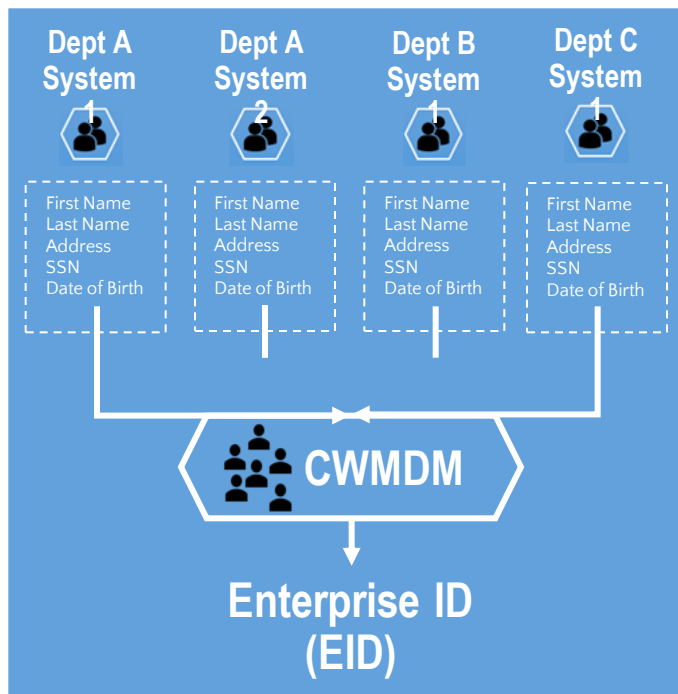 Dept A
System
1
Dept A
System
2
Dept B
System
1
Dept C
System
1
First Name
Last Name
Address
SSN
Date of Birth
First Name
Last Name
Address
SSN
Date of Birth
First Name
Last Name
Address
SSN
Date of Birth
First Name
Last Name
Address
SSN
Date of Birth
CWMDM
Enterprise ID
(EID)